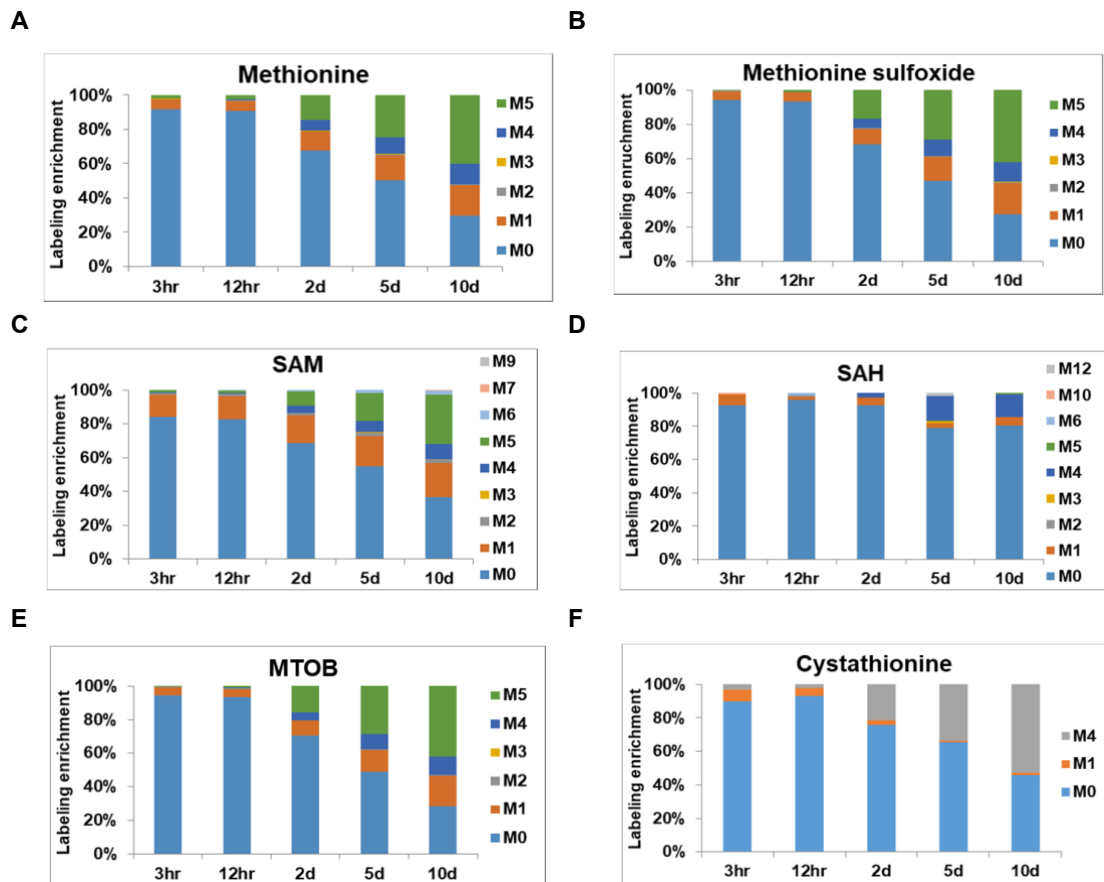 A
Methionine
Labeling enrichment
100%
80%
60%
40%
20%
0%
3hr 12hr 2d 5d 10d
M5
M4
M3
M2
M1
M0
B
Methionine sulfoxide
Labeling enruchment
100%
80%
60%
40%
20%
0%
3hr 12hr 2d 5d 10d
M5
M4
M3
M2
M1
M0
C
SAM
Labeling enrichment
100%
80%
60%
40%
20%
0%
3hr 12hr 2d 5d 10d
M9
M7
M6
M5
M4
M3
M2
M1
M0
D
SAH
Labeling enrichment
100%
80%
60%
40%
20%
0%
3hr 12hr 2d 5d 10d
M12
M10
M6
M5
M4
M3
M2
M1
M0
E
MTOB
Labeling enrichment
100%
80%
60%
40%
20%
0%
3hr 12hr 2d 5d 10d
M5
M4
M3
M2
M1
M0
F
Cystathionine
Labeling enrichment
100%
80%
60%
40%
20%
0%
3hr 12hr 2d 5d 10d
M4
M1
M0